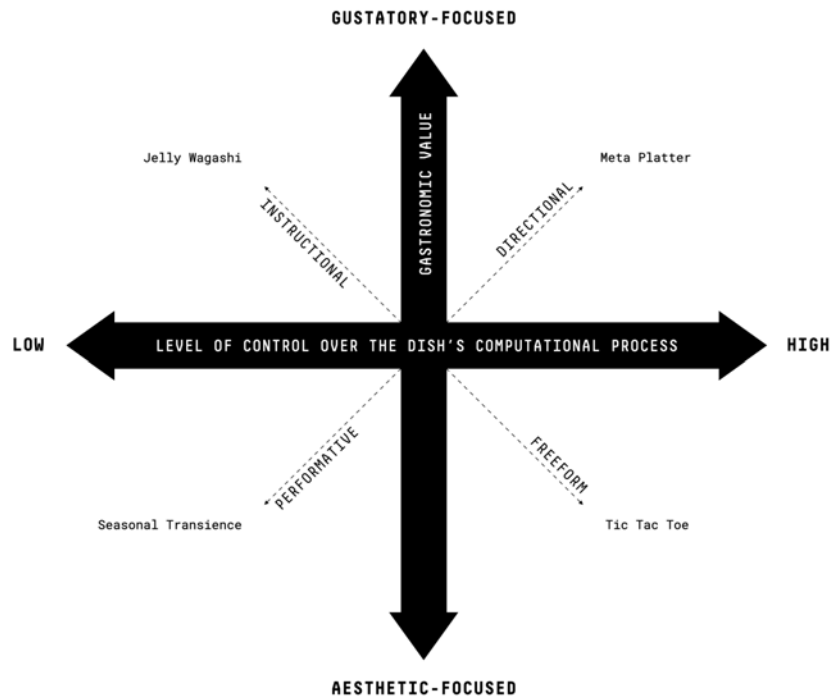 GUSTATORY-FOCUSED
GASTRONOMIC VALUE
Jelly Wagashi
Meta Platter
INSTRUCTIONAL
DIRECTIONAL
LOW
LEVEL OF CONTROL OVER THE DISH'S COMPUTATIONAL PROCESS
HIGH
PERFORMATIVE
FREEFORM
Seasonal Transience
Tic Tac Toe
AESTHETIC-FOCUSED